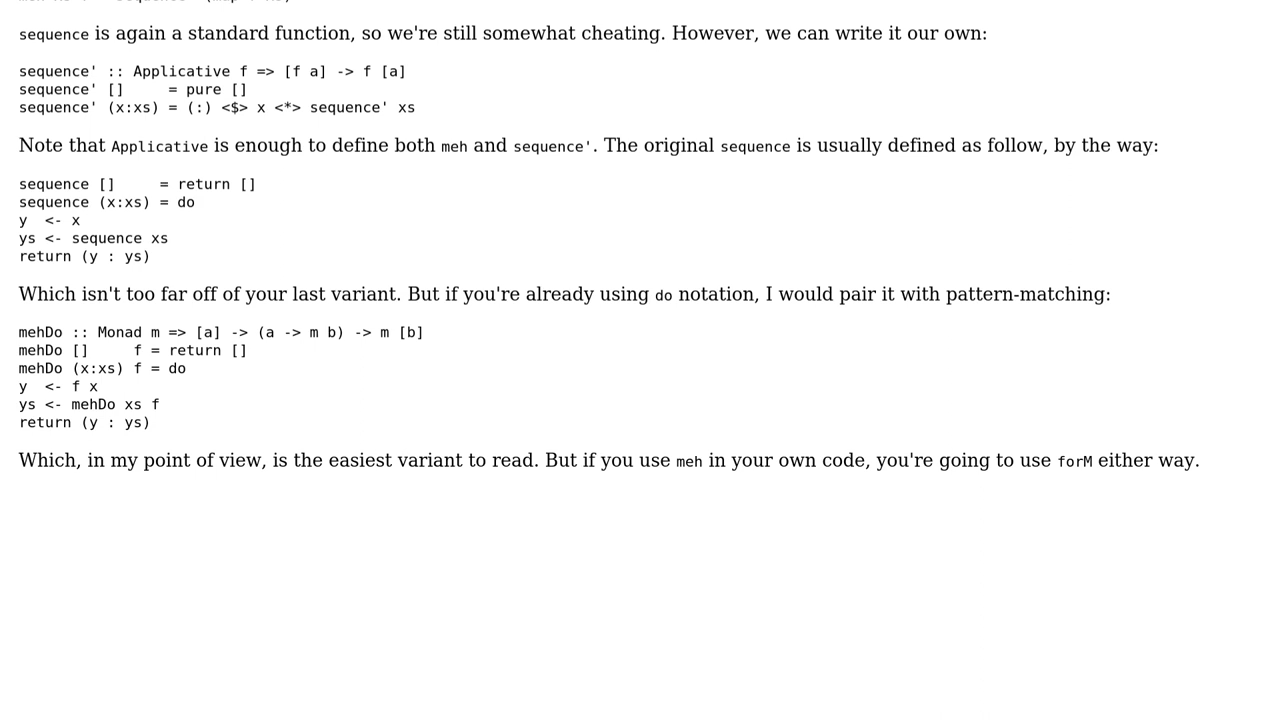 sequence is again a standard function, so we're still somewhat cheating. However, we can write it our own:
sequence' :: Applicative f => [f a] -> f [a]
sequence' []     = pure []
sequence' (x:xs) = (:) <$> x <*> sequence' xs
Note that Applicative is enough to define both meh and sequence'. The original sequence is usually defined as follow, by the way:
sequence []     = return []
sequence (x:xs) = do
y  <- x
ys <- sequence xs
return (y : ys)
Which isn't too far off of your last variant. But if you're already using do notation, I would pair it with pattern-matching:
mehDo :: Monad m => [a] -> (a -> m b) -> m [b]
mehDo []     f = return []
mehDo (x:xs) f = do
y  <- f x
ys <- mehDo xs f
return (y : ys)
Which, in my point of view, is the easiest variant to read. But if you use meh in your own code, you're going to use forM either way.